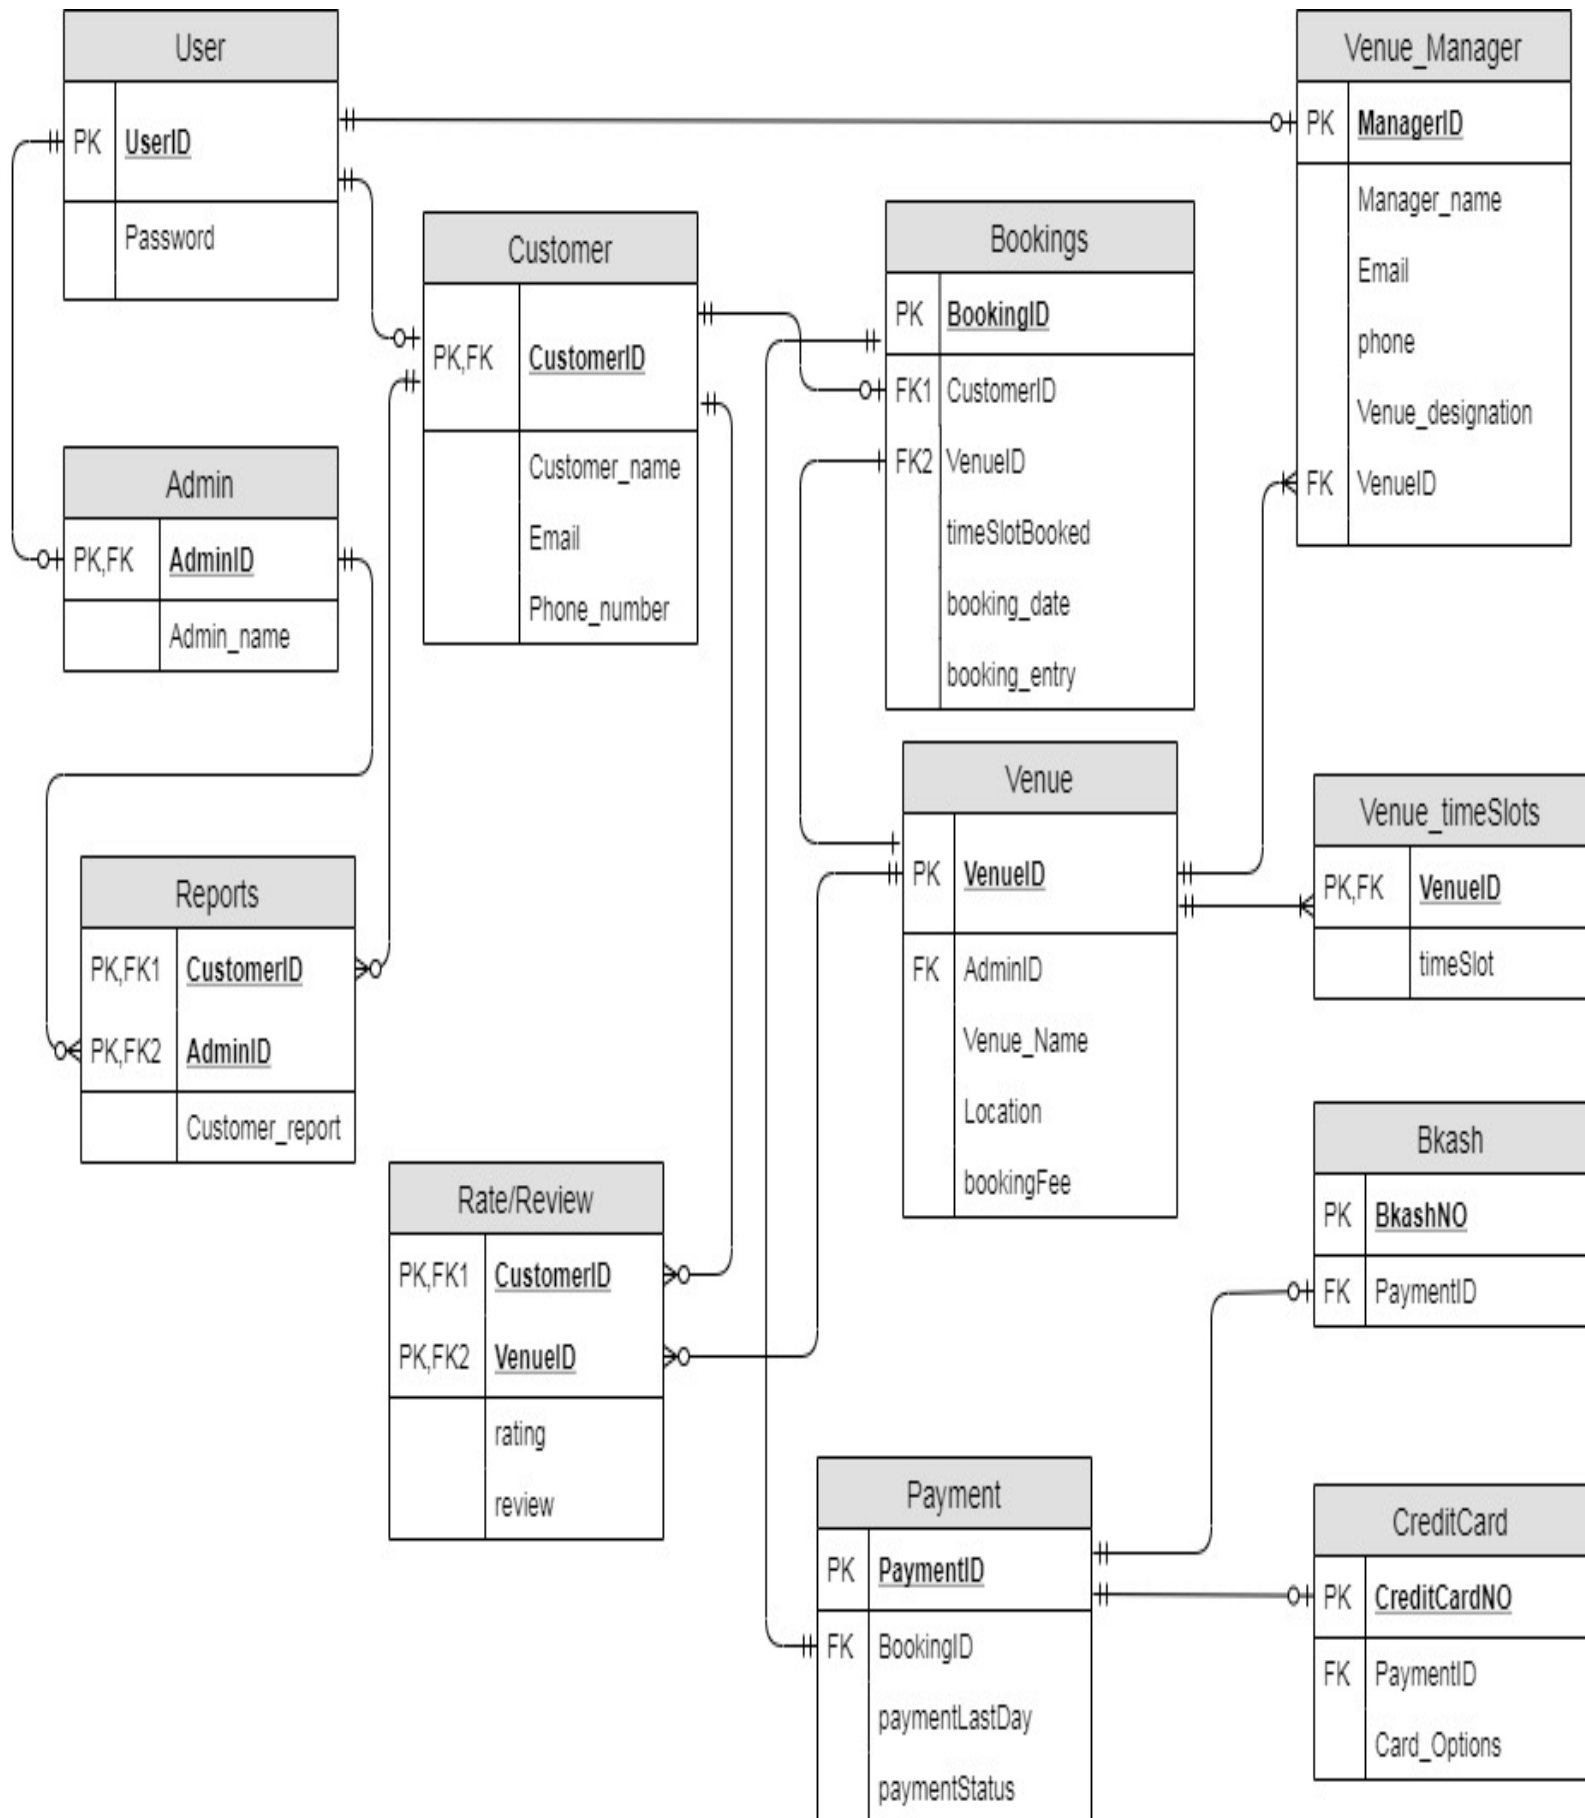 User
PK UserID
Password
Venue_Manager
PK ManagerID
Manager_name
Email
phone
Venue_designation
FK VenueID
Customer
PK,FK CustomerID
Customer_name
Email
Phone_number
Bookings
PK BookingID
FK1 CustomerID
FK2 VenueID
timeSlotBooked
booking_date
booking_entry
Admin
PK,FK AdminID
Admin_name
Venue
PK VenueID
FK AdminID
Venue_Name
Location
bookingFee
Venue_timeSlots
PK,FK VenueID
timeSlot
Reports
PK,FK1 CustomerID
PK,FK2 AdminID
Customer_report
Rate/Review
PK,FK1 CustomerID
PK,FK2 VenueID
rating
review
Bkash
PK BkashNO
FK PaymentID
Payment
PK PaymentID
FK BookingID
paymentLastDay
paymentStatus
CreditCard
PK CreditCardNO
FK PaymentID
Card_Options